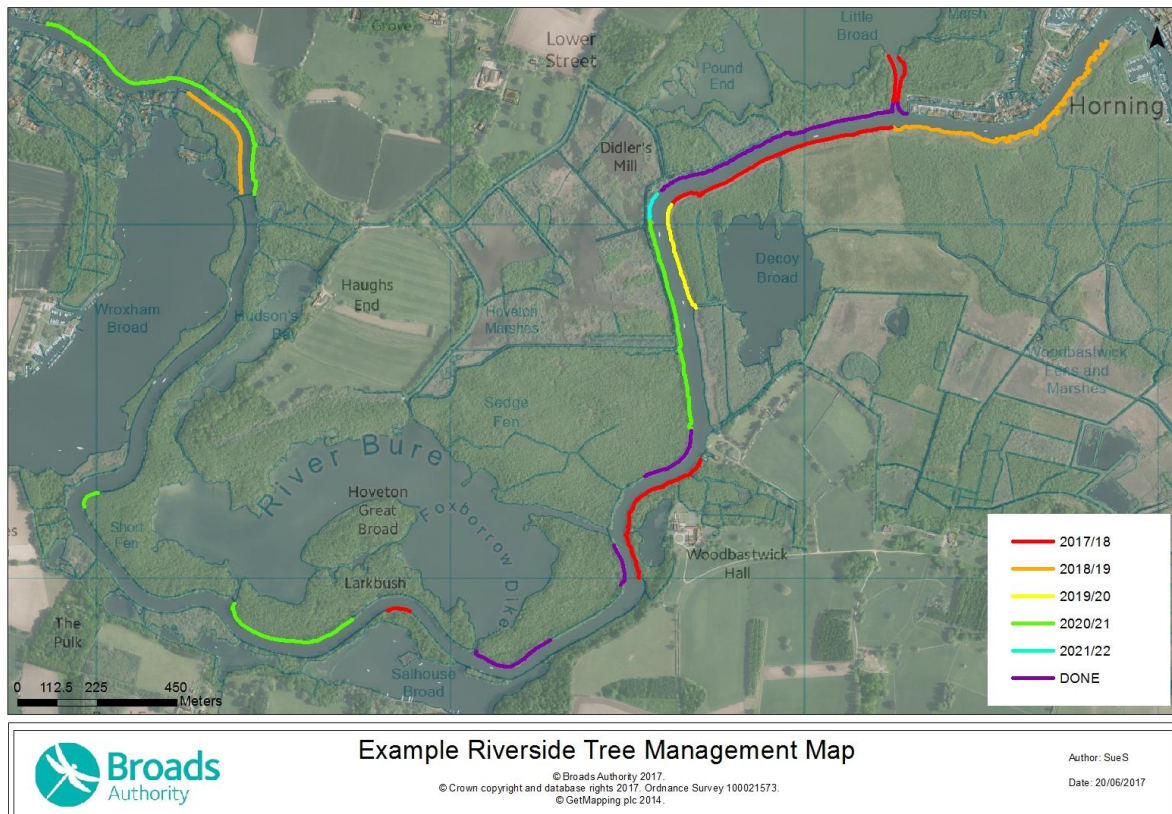 Grove
Lower
Street
Little
Broad
Marsh
Pound
End
Horning
Didler's
Mill
Decoy
Broad
Haughs
End
Wroxham
Broad
Hudson's
Bay
Hoveton
Marshes
Woodbastwick
Fens and
Marshes
Sedge
Fen
River Bure
Hoveton
Great
Broad
Foxborrow Dike
Short
Fen
Larkbush
Woodbastwick
Hall
The
Pulk
Salhouse
Broad
0 112.5 225 450
Meters
2017/18
2018/19
2019/20
2020/21
2021/22
DONE
Broads
Authority
Example Riverside Tree Management Map
© Broads Authority 2017.
© Crown copyright and database rights 2017. Ordnance Survey 100021573.
© GetMapping plc 2014.
Author: SueS
Date: 20/06/2017